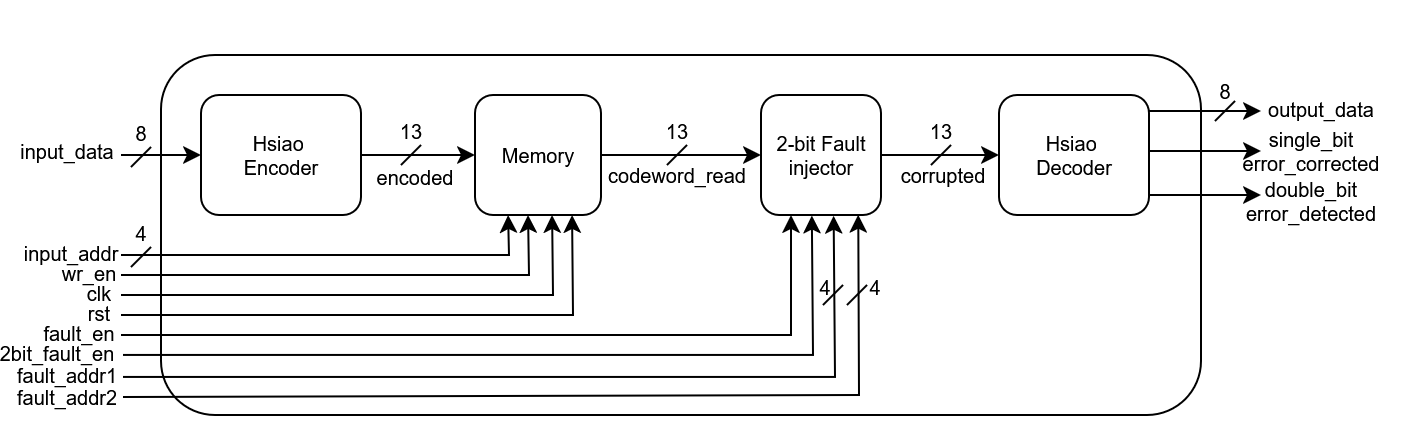 8
13
13
13
8
input_data
Hsiao
Encoder
encoded
Memory
codeword_read
2-bit Fault
injector
corrupted
Hsiao
Decoder
output_data
single_bit
error_corrected
double_bit
error_detected
4
input_addr
wr_en
clk
rst
4
4
fault_en
2bit_fault_en
fault_addr1
fault_addr2